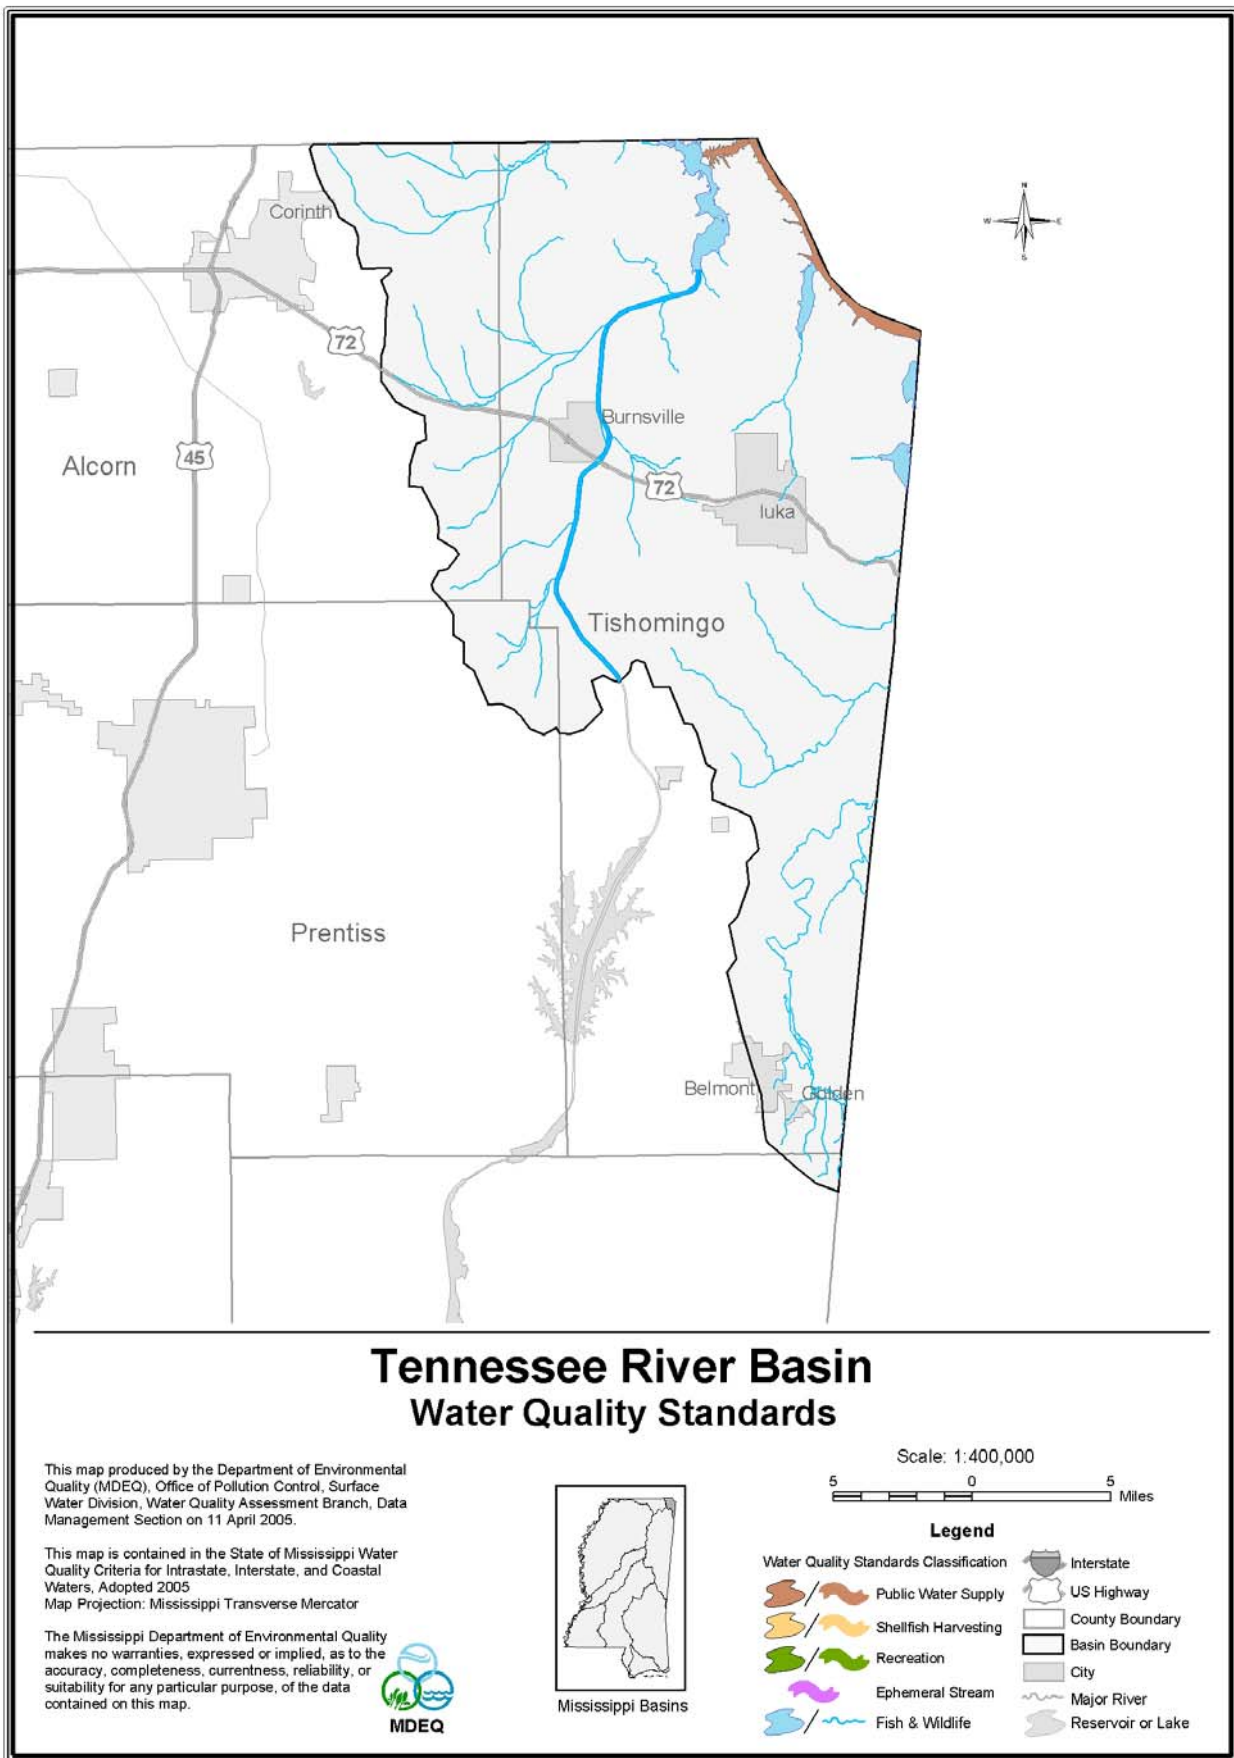 N
W E
S
Corinth
72
Burnsville
Alcorn
45
72
Iuka
Tishomingo
Prentiss
Belmont
Golden
Tennessee River Basin
Water Quality Standards
This map produced by the Department of Environmental
Quality (MDEQ), Office of Pollution Control, Surface
Water Division, Water Quality Assessment Branch, Data
Management Section on 11 April 2005.
This map is contained in the State of Mississippi Water
Quality Criteria for Intrastate, Interstate, and Coastal
Waters, Adopted 2005
Map Projection: Mississippi Transverse Mercator
The Mississippi Department of Environmental Quality
makes no warranties, expressed or implied, as to the
accuracy, completeness, currentness, reliability, or
suitability for any particular purpose, of the data
contained on this map.
MDEQ
Mississippi Basins
Scale: 1:400,000
5 0 5
Miles
Legend
Water Quality Standards Classification
Public Water Supply
Shellfish Harvesting
Recreation
Ephemeral Stream
Fish & Wildlife
Interstate
US Highway
County Boundary
Basin Boundary
City
Major River
Reservoir or Lake